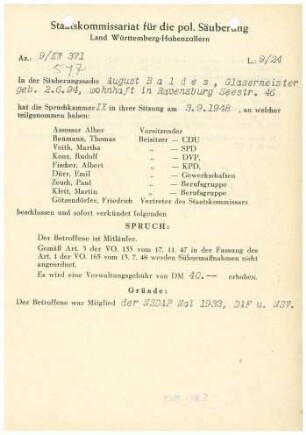 Staatskommissariat für die pol. Säuberung
Land Württemberg-Hohenzollern
Az.: 9/RW 371
577
L.: 9/24
In der Säuberungssache August B a l d e s, Glasermeister
geb. 2.6.94, wohnhaft in Ravensburg Seestr. 46
hat die Spruchkammer IX in ihrer Sitzung am 3.9.1948, an welcher
teilgenommen haben:
Assessor Alber Vorsitzender
Baumann, Thomas Beisitzer — CDU
Veith, Martha „ — SPD
Konz, Rudolf „ — DVP,
Fischer, Albert „ — KPD,
Dürr, Emil „ — Gewerkschaften
Zeuch, Paul „ — Berufsgruppe
Klett, Martin „ — Berufsgruppe
Götzendörfer, Friedrich Vertreter des Staatskommissars
beschlossen und sofort verkündet folgenden
SPRUCH:
Der Betroffene ist Mitläufer.
Gemäß Art. 5 der VO. 133 vom 17. 11. 47 in der Fassung des
Art. 1 der VO. 165 vom 13. 7. 48 werden Sühnemaßnahmen nicht
angeordnet.
Es wird eine Verwaltungsgebühr von DM 40.-- erhoben.
Gründe:
Der Betroffene war Mitglied der NSDAP Mai 1933, DAF u. NSV.